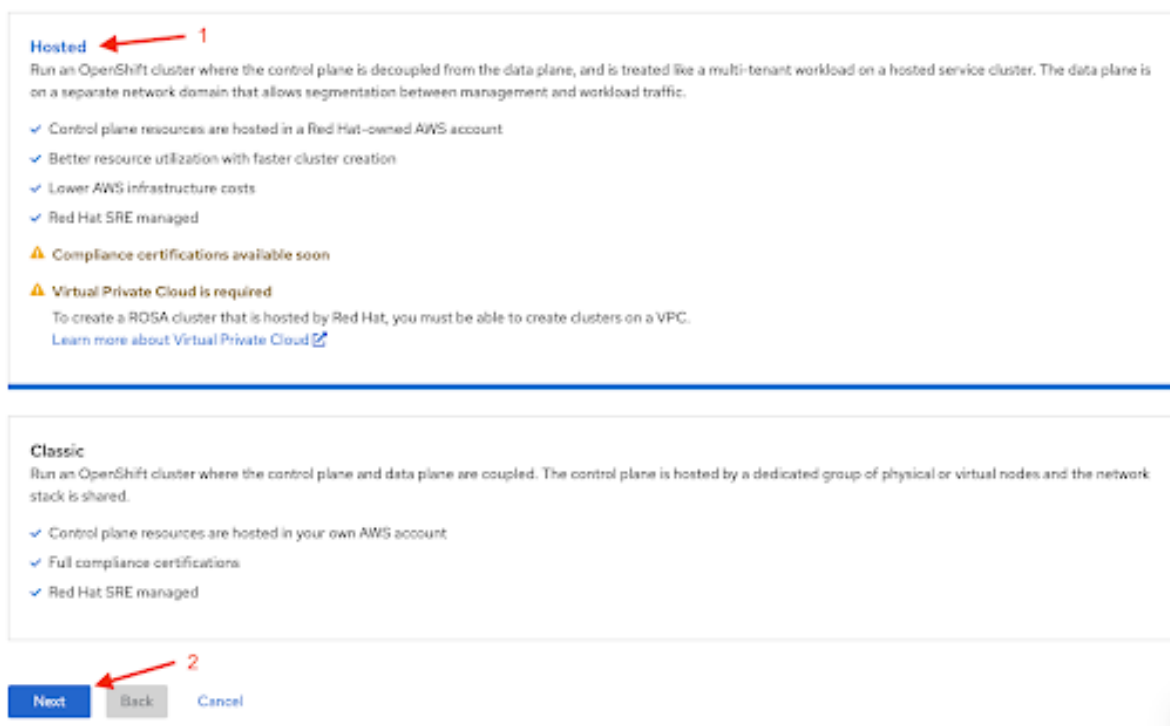 1
Hosted
Run an OpenShift cluster where the control plane is decoupled from the data plane, and is treated like a multi-tenant workload on a hosted service cluster. The data plane is
on a separate network domain that allows segmentation between management and workload traffic.
Control plane resources are hosted in a Red Hat-owned AWS account
Better resource utilization with faster cluster creation
Lower AWS infrastructure costs
Red Hat SRE managed
Compliance certifications available soon
Virtual Private Cloud is required
To create a ROSA cluster that is hosted by Red Hat, you must be able to create clusters on a VPC.
Learn more about Virtual Private Cloud
Classic
Run an OpenShift cluster where the control plane and data plane are coupled. The control plane is hosted by a dedicated group of physical or virtual nodes and the network
stack is shared.
Control plane resources are hosted in your own AWS account
Full compliance certifications
Red Hat SRE managed
2
Next Back Cancel